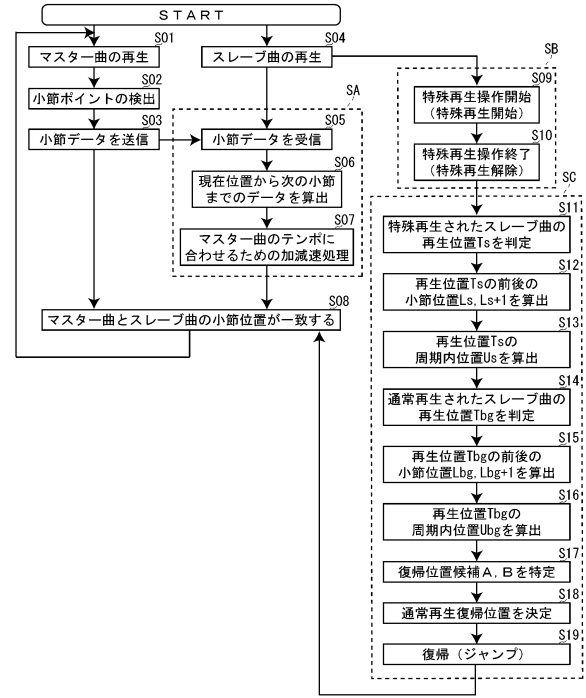 START
S01
マスター曲の再生
S02
小節ポイントの検出
S03
小節データを送信
S04
スレーブ曲の再生
SA
S05
小節データを受信
S06
現在位置から次の小節
までのデータを算出
S07
マスター曲のテンポに
合わせるための加減速処理
S08
マスター曲とスレーブ曲の小節位置が一致する
SB
S09
特殊再生操作開始
(特殊再生開始)
S10
特殊再生操作終了
(特殊再生解除)
SC
S11
特殊再生されたスレーブ曲の
再生位置Tsを判定
S12
再生位置Tsの前後の
小節位置Ls, Ls+1を算出
S13
再生位置Tsの
周期内位置Usを算出
S14
通常再生されたスレーブ曲の
再生位置Tbgを判定
S15
再生位置Tbgの前後の
小節位置Lbg, Lbg+1を算出
S16
再生位置Tbgの
周期内位置Ubgを算出
S17
復帰位置候補A, Bを特定
S18
通常再生復帰位置を決定
S19
復帰(ジャンプ)